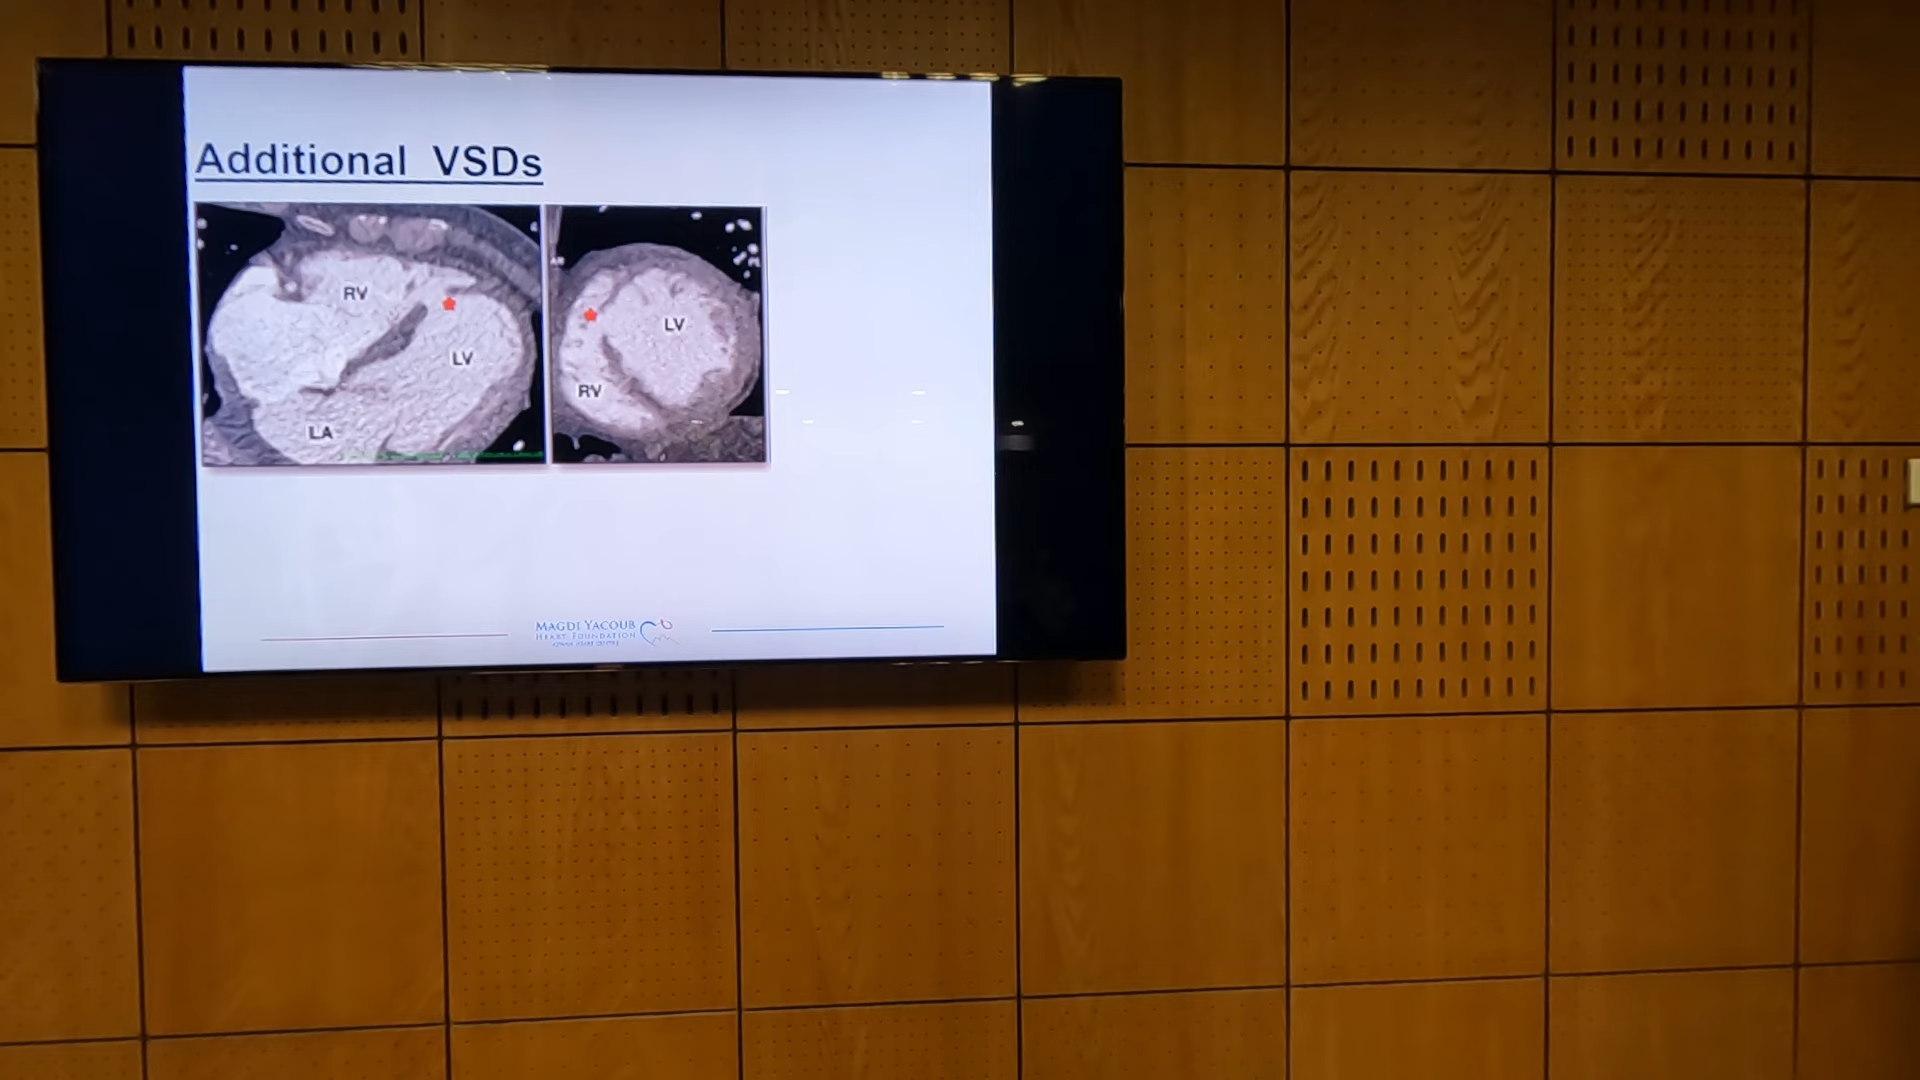 Additional VSDs
RV
LV
LA
LV
RV
MAGDI YACOUB
HEART FOUNDATION